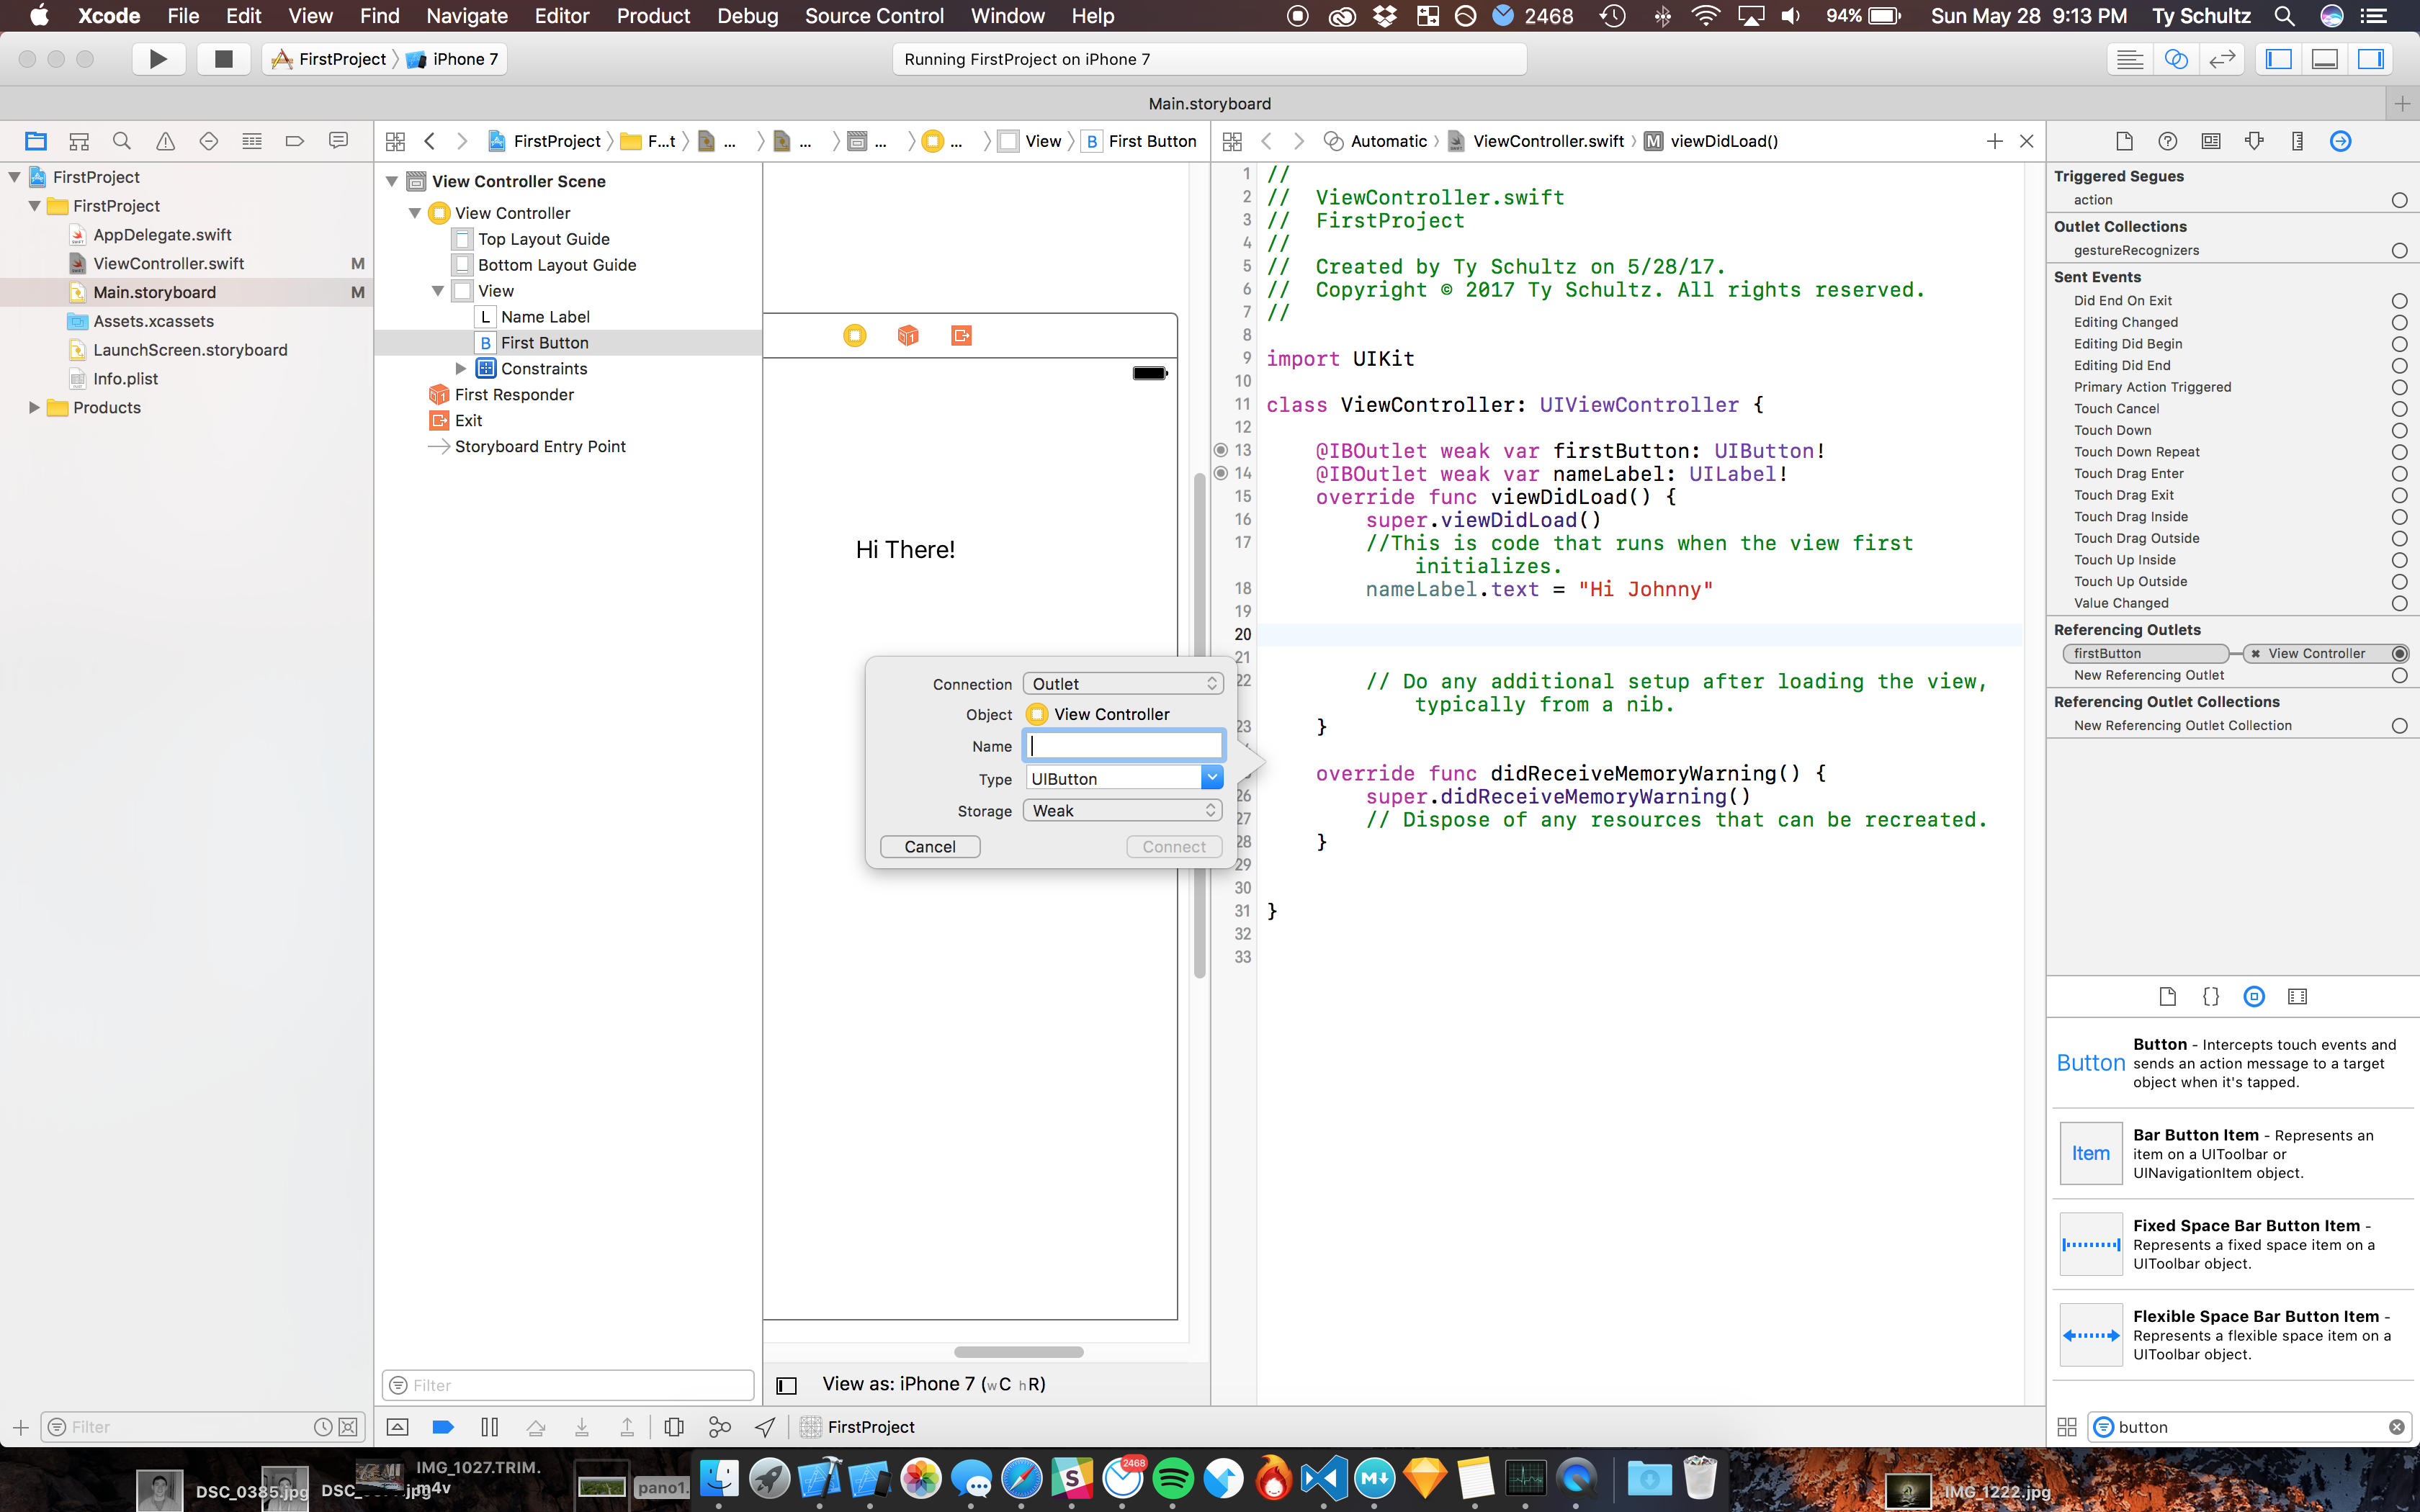 Xcode File Edit View Find Navigate Editor Product Debug Source Control Window Help 2468 94% Sun May 28 9:13 PM Ty Schultz
FirstProject iPhone 7
Running FirstProject on iPhone 7
Main.storyboard
FirstProject F...t ... ... ... ... View B First Button
Automatic ViewController.swift M viewDidLoad()
FirstProject
FirstProject
AppDelegate.swift
ViewController.swift M
Main.storyboard M
Assets.xcassets
LaunchScreen.storyboard
Info.plist
Products
Filter
View Controller Scene
View Controller
Top Layout Guide
Bottom Layout Guide
View
L Name Label
B First Button
Constraints
First Responder
Exit
Storyboard Entry Point
Filter
Hi There!
View as: iPhone 7 (wC hR)
FirstProject
Connection Outlet
Object View Controller
Name
Type UIButton
Storage Weak
Cancel Connect
1 //
2 //  ViewController.swift
3 //  FirstProject
4 //
5 //  Created by Ty Schultz on 5/28/17.
6 //  Copyright © 2017 Ty Schultz. All rights reserved.
7 //
8
9 import UIKit
10
11 class ViewController: UIViewController {
12
13 @IBOutlet weak var firstButton: UIButton!
14 @IBOutlet weak var nameLabel: UILabel!
15 override func viewDidLoad() {
16 super.viewDidLoad()
17 //This is code that runs when the view first
initializes.
18 nameLabel.text = "Hi Johnny"
19
20
21
22 // Do any additional setup after loading the view,
typically from a nib.
23 }
override func didReceiveMemoryWarning() {
26 super.didReceiveMemoryWarning()
27 // Dispose of any resources that can be recreated.
28 }
29
30
31 }
32
33
Triggered Segues
action
Outlet Collections
gestureRecognizers
Sent Events
Did End On Exit
Editing Changed
Editing Did Begin
Editing Did End
Primary Action Triggered
Touch Cancel
Touch Down
Touch Down Repeat
Touch Drag Enter
Touch Drag Exit
Touch Drag Inside
Touch Drag Outside
Touch Up Inside
Touch Up Outside
Value Changed
Referencing Outlets
firstButton View Controller
New Referencing Outlet
Referencing Outlet Collections
New Referencing Outlet Collection
{}
Button
Button - Intercepts touch events and
sends an action message to a target
object when it's tapped.
Item
Bar Button Item - Represents an
item on a UIToolbar or
UINavigationItem object.
Fixed Space Bar Button Item -
Represents a fixed space item on a
UIToolbar object.
Flexible Space Bar Button Item -
Represents a flexible space item on a
UIToolbar object.
button
DSC_0385.jpg
IMG_1027.TRIM.
m4v
pano1.
2468
S
M
IMG_1222.jpg